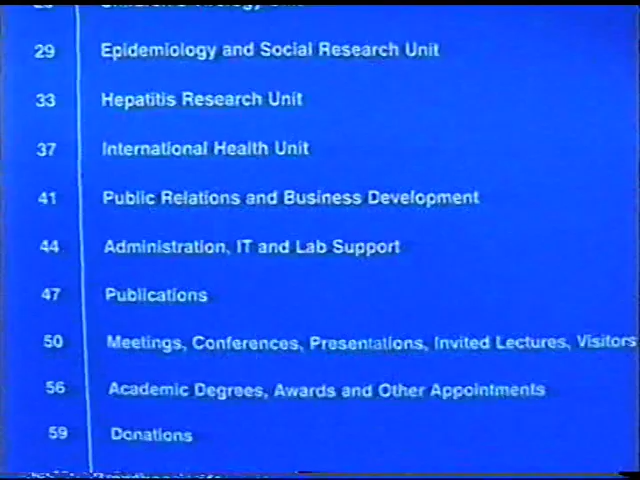 29 Epidemiology and Social Research Unit
33 Hepatitis Research Unit
37 International Health Unit
41 Public Relations and Business Development
44 Administration, IT and Lab Support
47 Publications
50 Meetings, Conferences, Presentations, Invited Lectures, Visitors
56 Academic Degrees, Awards and Other Appointments
59 Donations